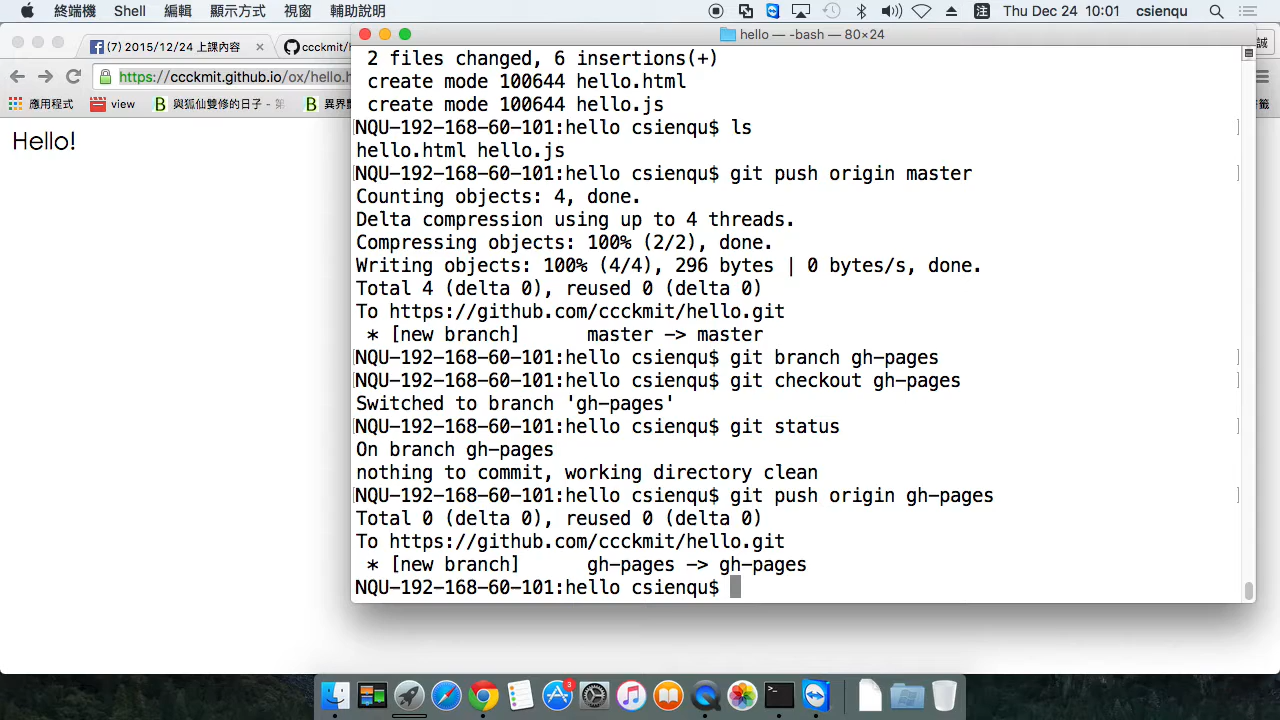 終端機 Shell 編輯 顯示方式 視窗 輔助說明 注 Thu Dec 24 10:01 csienqu
(7) 2015/12/24 上課內容 × ccckmit/h 誠
https://ccckmit.github.io/ox/hello.h
應用程式 view 與狐仙雙修的日子 - 第 異界 籤
Hello!
hello — -bash — 80×24
2 files changed, 6 insertions(+)
create mode 100644 hello.html
create mode 100644 hello.js
NQU-192-168-60-101:hello csienqu$ ls
hello.html hello.js
NQU-192-168-60-101:hello csienqu$ git push origin master
Counting objects: 4, done.
Delta compression using up to 4 threads.
Compressing objects: 100% (2/2), done.
Writing objects: 100% (4/4), 296 bytes | 0 bytes/s, done.
Total 4 (delta 0), reused 0 (delta 0)
To https://github.com/ccckmit/hello.git
* [new branch] master -> master
NQU-192-168-60-101:hello csienqu$ git branch gh-pages
NQU-192-168-60-101:hello csienqu$ git checkout gh-pages
Switched to branch 'gh-pages'
NQU-192-168-60-101:hello csienqu$ git status
On branch gh-pages
nothing to commit, working directory clean
NQU-192-168-60-101:hello csienqu$ git push origin gh-pages
Total 0 (delta 0), reused 0 (delta 0)
To https://github.com/ccckmit/hello.git
* [new branch] gh-pages -> gh-pages
NQU-192-168-60-101:hello csienqu$
3